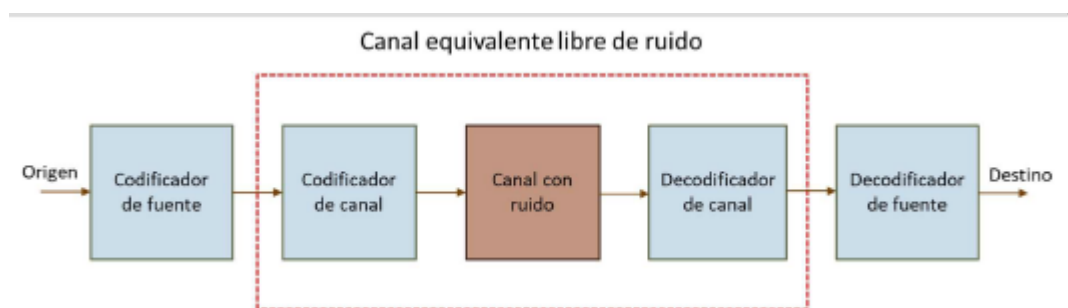 Canal equivalente libre de ruido
Origen
Codificador
de fuente
Codificador
de canal
Canal con
ruido
Decodificador
de canal
Decodificador
de fuente
Destino